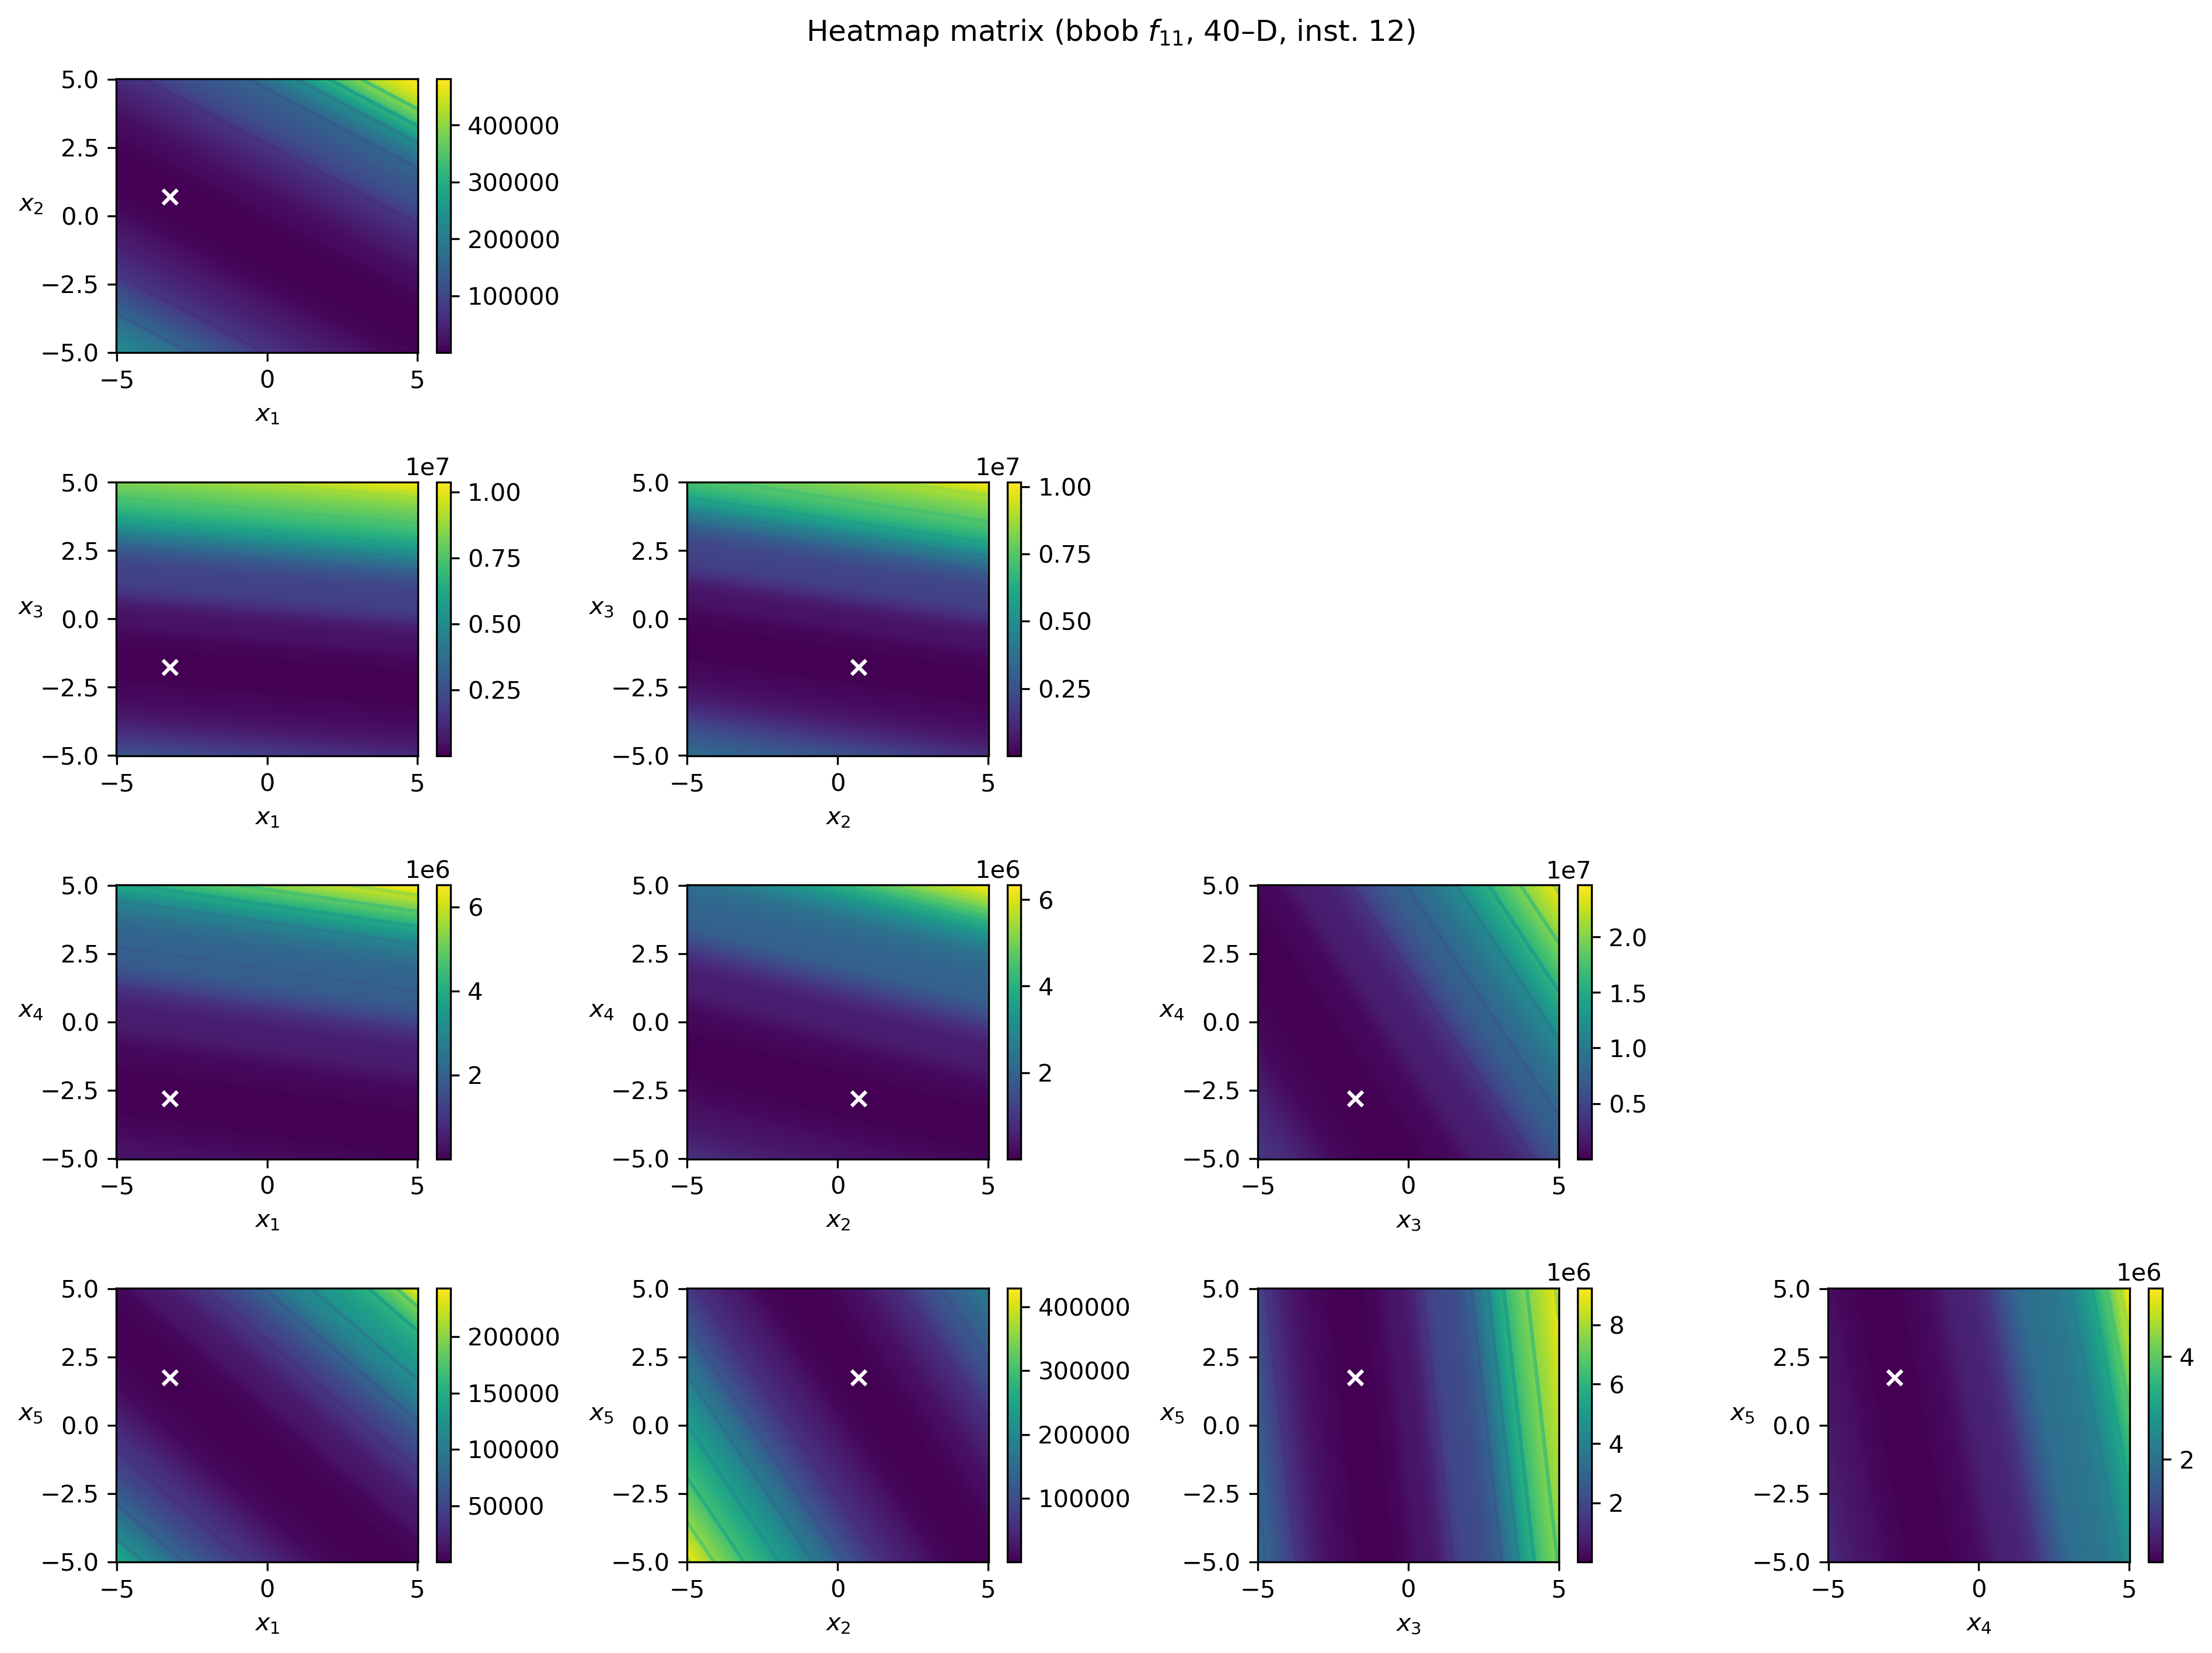 Heatmap matrix (bbob f₁₁, 40–D, inst. 12)
5.0
2.5
x₂ 0.0
−2.5
−5.0
−5 0 5
x₁
400000
300000
200000
100000
1e7
5.0
2.5
x₃ 0.0
−2.5
−5.0
−5 0 5
x₁
1.00
0.75
0.50
0.25
1e7
5.0
2.5
x₃ 0.0
−2.5
−5.0
−5 0 5
x₂
1.00
0.75
0.50
0.25
1e6
5.0
2.5
x₄ 0.0
−2.5
−5.0
−5 0 5
x₁
6
4
2
1e6
5.0
2.5
x₄ 0.0
−2.5
−5.0
−5 0 5
x₂
6
4
2
1e7
5.0
2.5
x₄ 0.0
−2.5
−5.0
−5 0 5
x₃
2.0
1.5
1.0
0.5
5.0
2.5
x₅ 0.0
−2.5
−5.0
−5 0 5
x₁
200000
150000
100000
50000
5.0
2.5
x₅ 0.0
−2.5
−5.0
−5 0 5
x₂
400000
300000
200000
100000
1e6
5.0
2.5
x₅ 0.0
−2.5
−5.0
−5 0 5
x₃
8
6
4
2
1e6
5.0
2.5
x₅ 0.0
−2.5
−5.0
−5 0 5
x₄
4
2